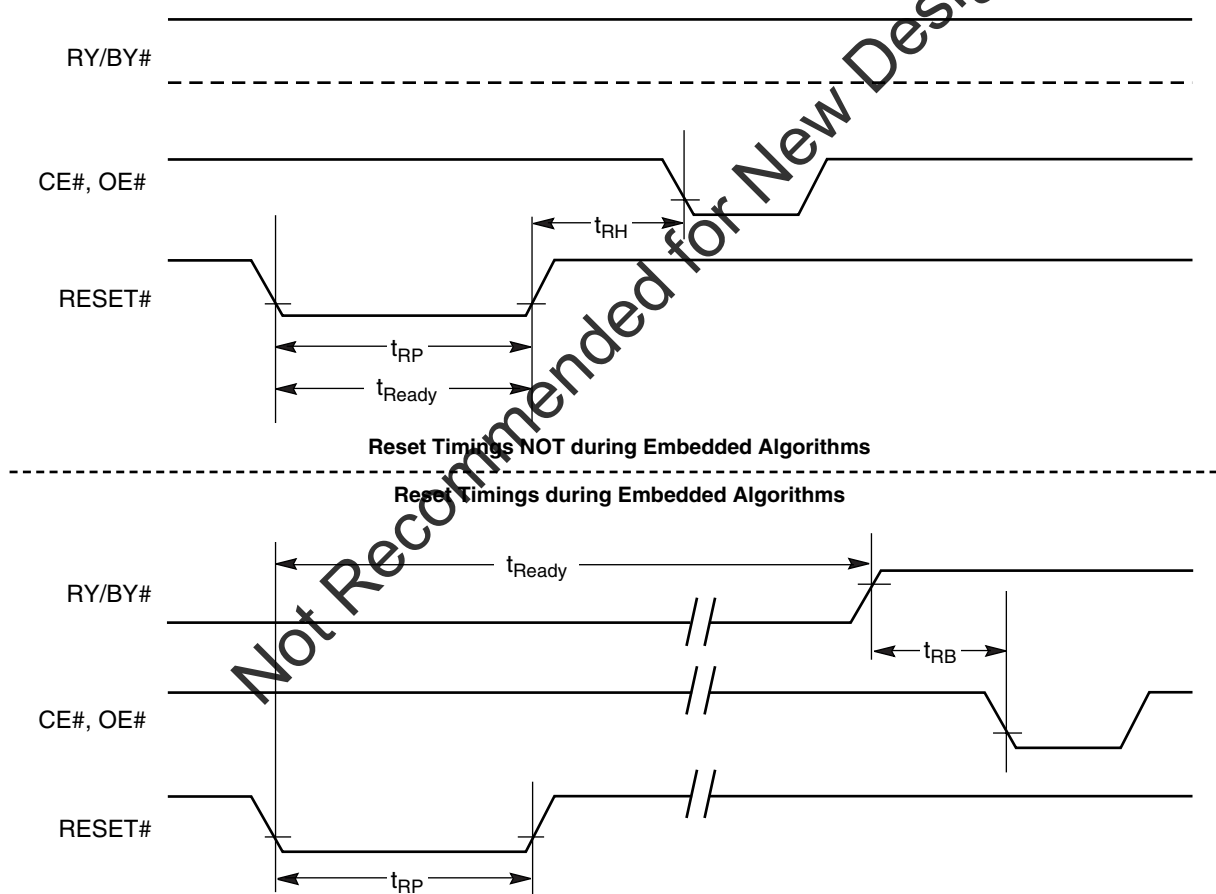 RY/BY#
CE#, OE#
tRH
RESET#
tRP
tReady
Reset Timings NOT during Embedded Algorithms
Reset Timings during Embedded Algorithms
tReady
RY/BY#
tRB
CE#, OE#
RESET#
tRP
Not Recommended for New Desig